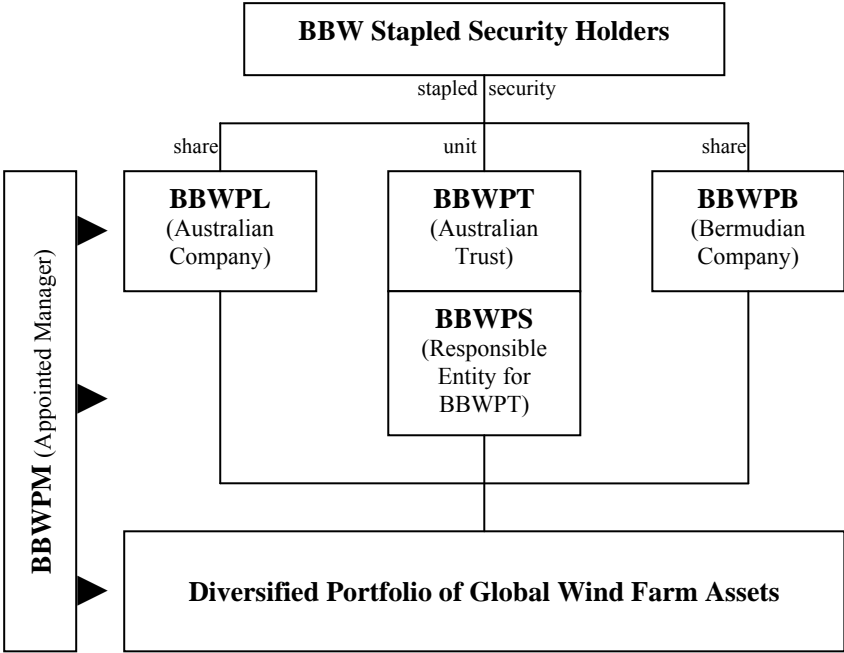 BBW Stapled Security Holders
stapled security
share
unit
share
BBWPM (Appointed Manager)
BBWPL
(Australian
Company)
BBWPT
(Australian
Trust)
BBWPB
(Bermudian
Company)
BBWPS
(Responsible
Entity for
BBWPT)
Diversified Portfolio of Global Wind Farm Assets